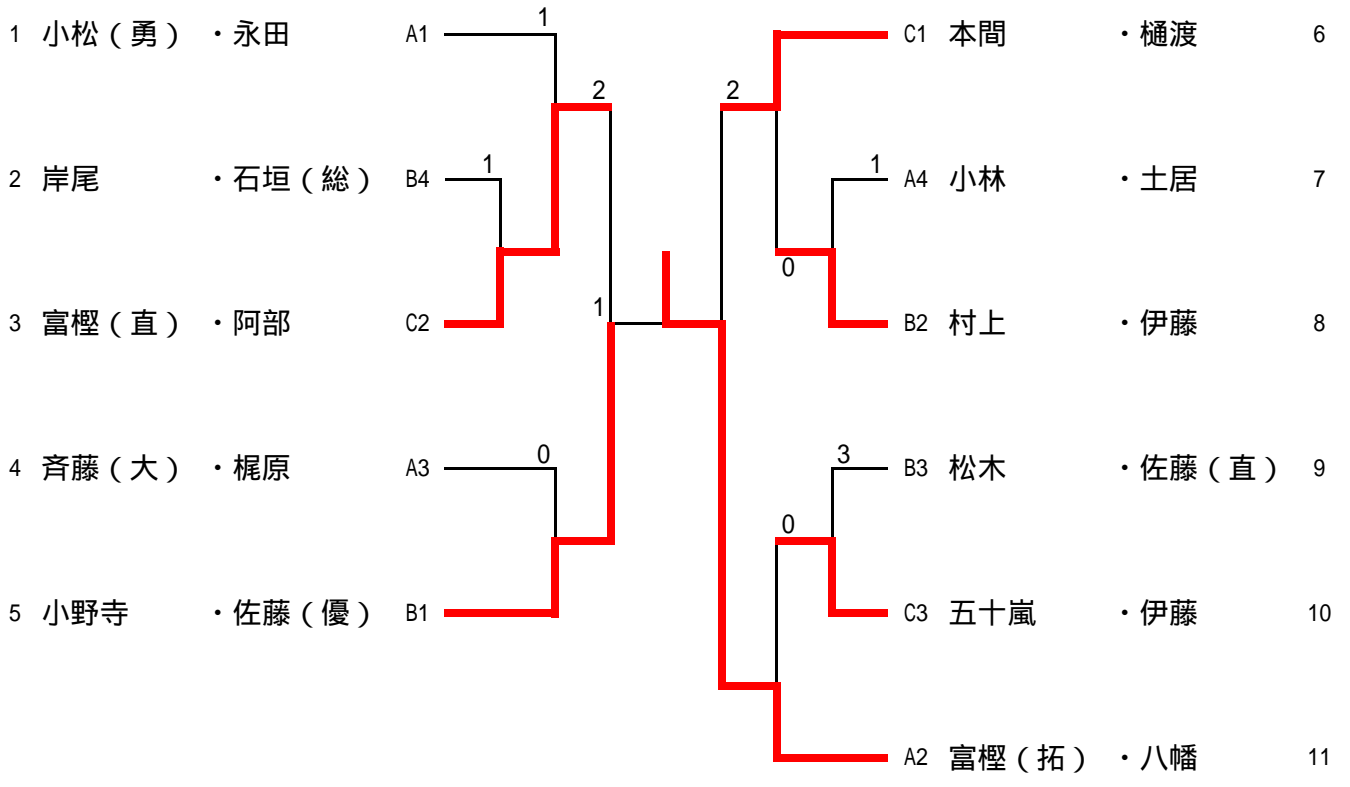 1 小松（勇）・永田 A1 1 C1 本間 ・樋渡 6
2 2
2 岸尾 ・石垣（総） B4 1 1 A4 小林 ・土居 7
0
3 富樫（直）・阿部 C2 1 B2 村上 ・伊藤 8
4 斉藤（大）・梶原 A3 0 3 B3 松木 ・佐藤（直） 9
0
5 小野寺 ・佐藤（優） B1 C3 五十嵐 ・伊藤 10
A2 富樫（拓）・八幡 11